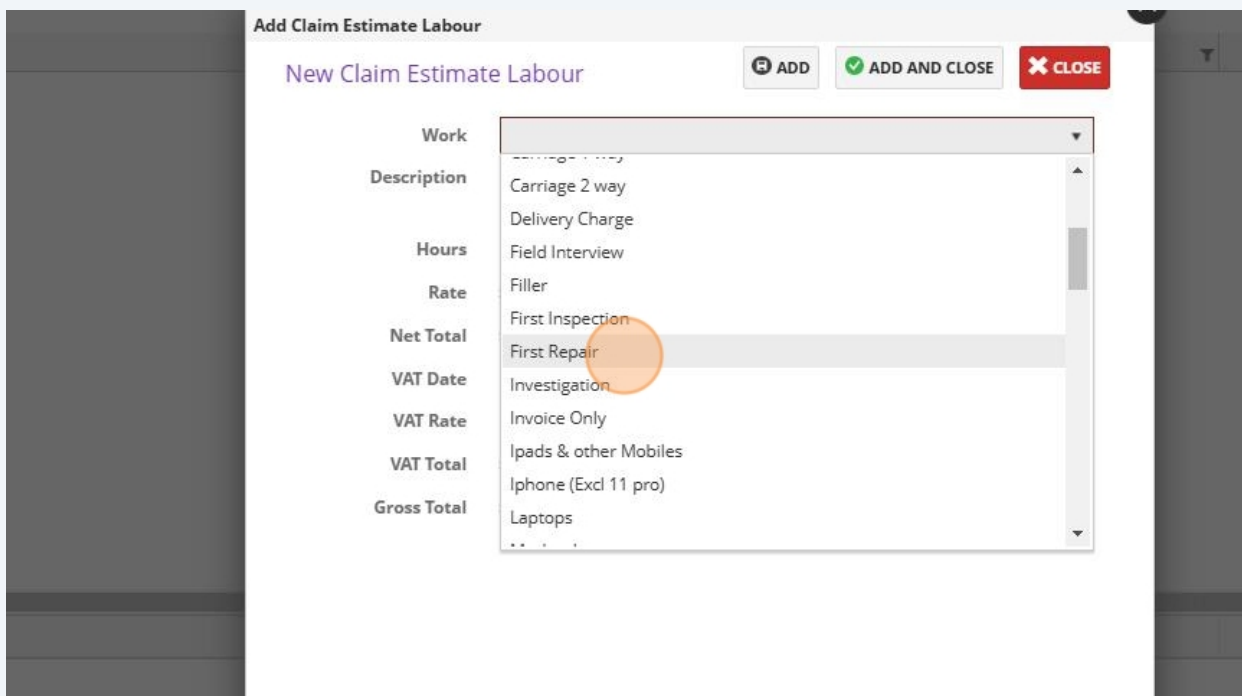 Add Claim Estimate Labour
New Claim Estimate Labour
ADD
ADD AND CLOSE
CLOSE
Work
Description
Carriage 2 way
Delivery Charge
Hours
Field Interview
Rate
Filler
First Inspection
Net Total
First Repair
VAT Date
Investigation
VAT Rate
Invoice Only
VAT Total
Ipads & other Mobiles
Iphone (Excl 11 pro)
Gross Total
Laptops